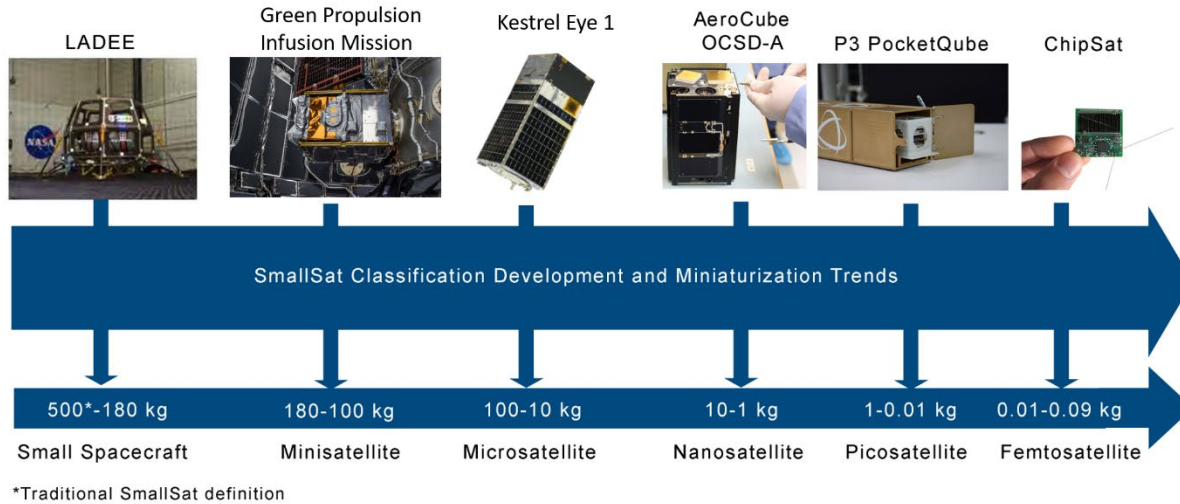 LADEE
Green Propulsion
Infusion Mission
Kestrel Eye 1
AeroCube
OCSD-A
P3 PocketQube
ChipSat
NASA
SmallSat Classification Development and Miniaturization Trends
500*-180 kg
180-100 kg
100-10 kg
10-1 kg
1-0.01 kg
0.01-0.09 kg
Small Spacecraft
Minisatellite
Microsatellite
Nanosatellite
Picosatellite
Femtosatellite
*Traditional SmallSat definition